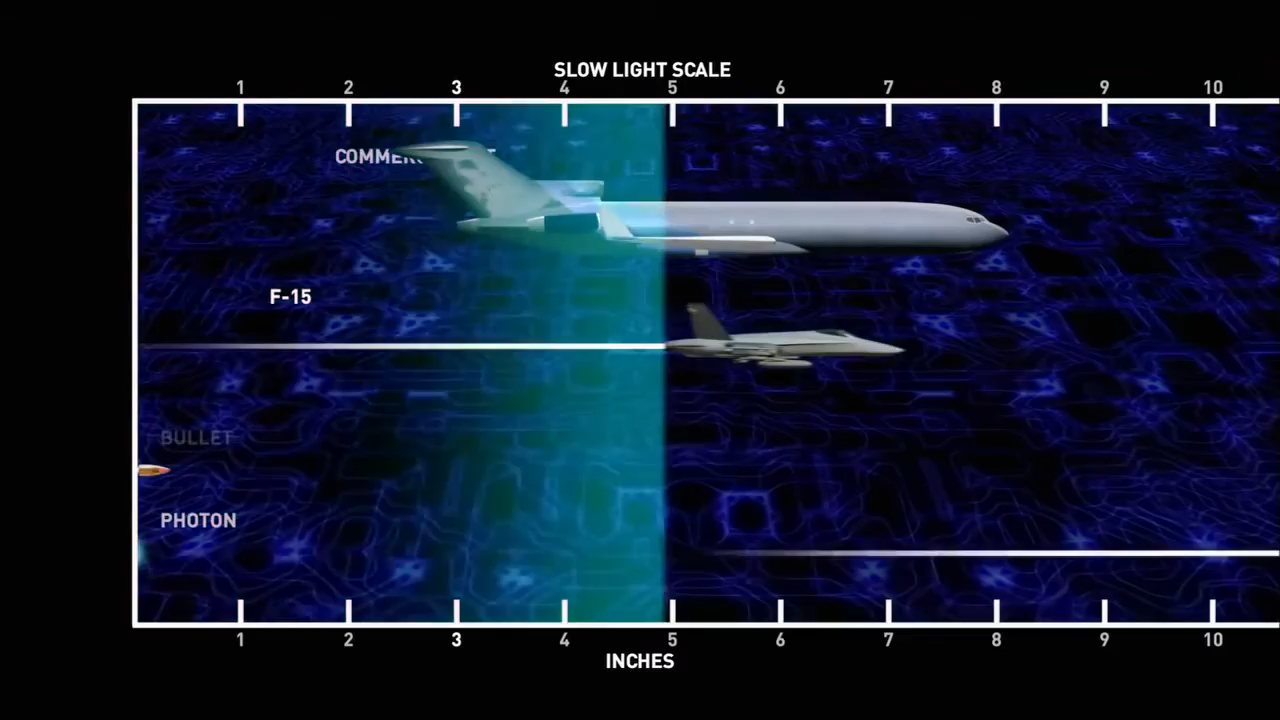 SLOW LIGHT SCALE
1 2 3 4 5 6 7 8 9 10
F-15
BULLET
PHOTON
1 2 3 4 5 6 7 8 9 10
INCHES